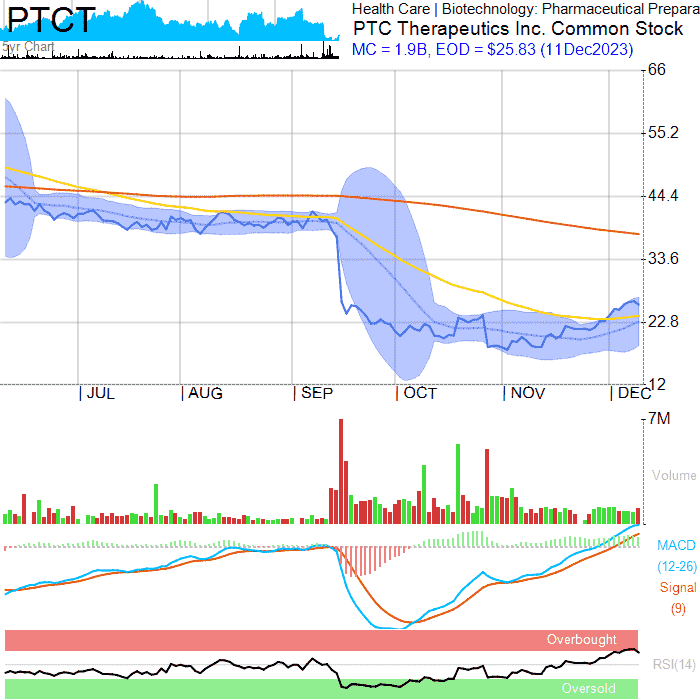 PTCT
5yr Chart
Health Care | Biotechnology: Pharmaceutical Prepara
PTC Therapeutics Inc. Common Stock
MC = 1.9B, EOD = $25.83 (11Dec2023)
66
55.2
44.4
33.6
22.8
12
JUL AUG SEP OCT NOV DEC
7M
Volume
MACD
(12-26)
Signal
(9)
Overbought
RSI(14)
Oversold